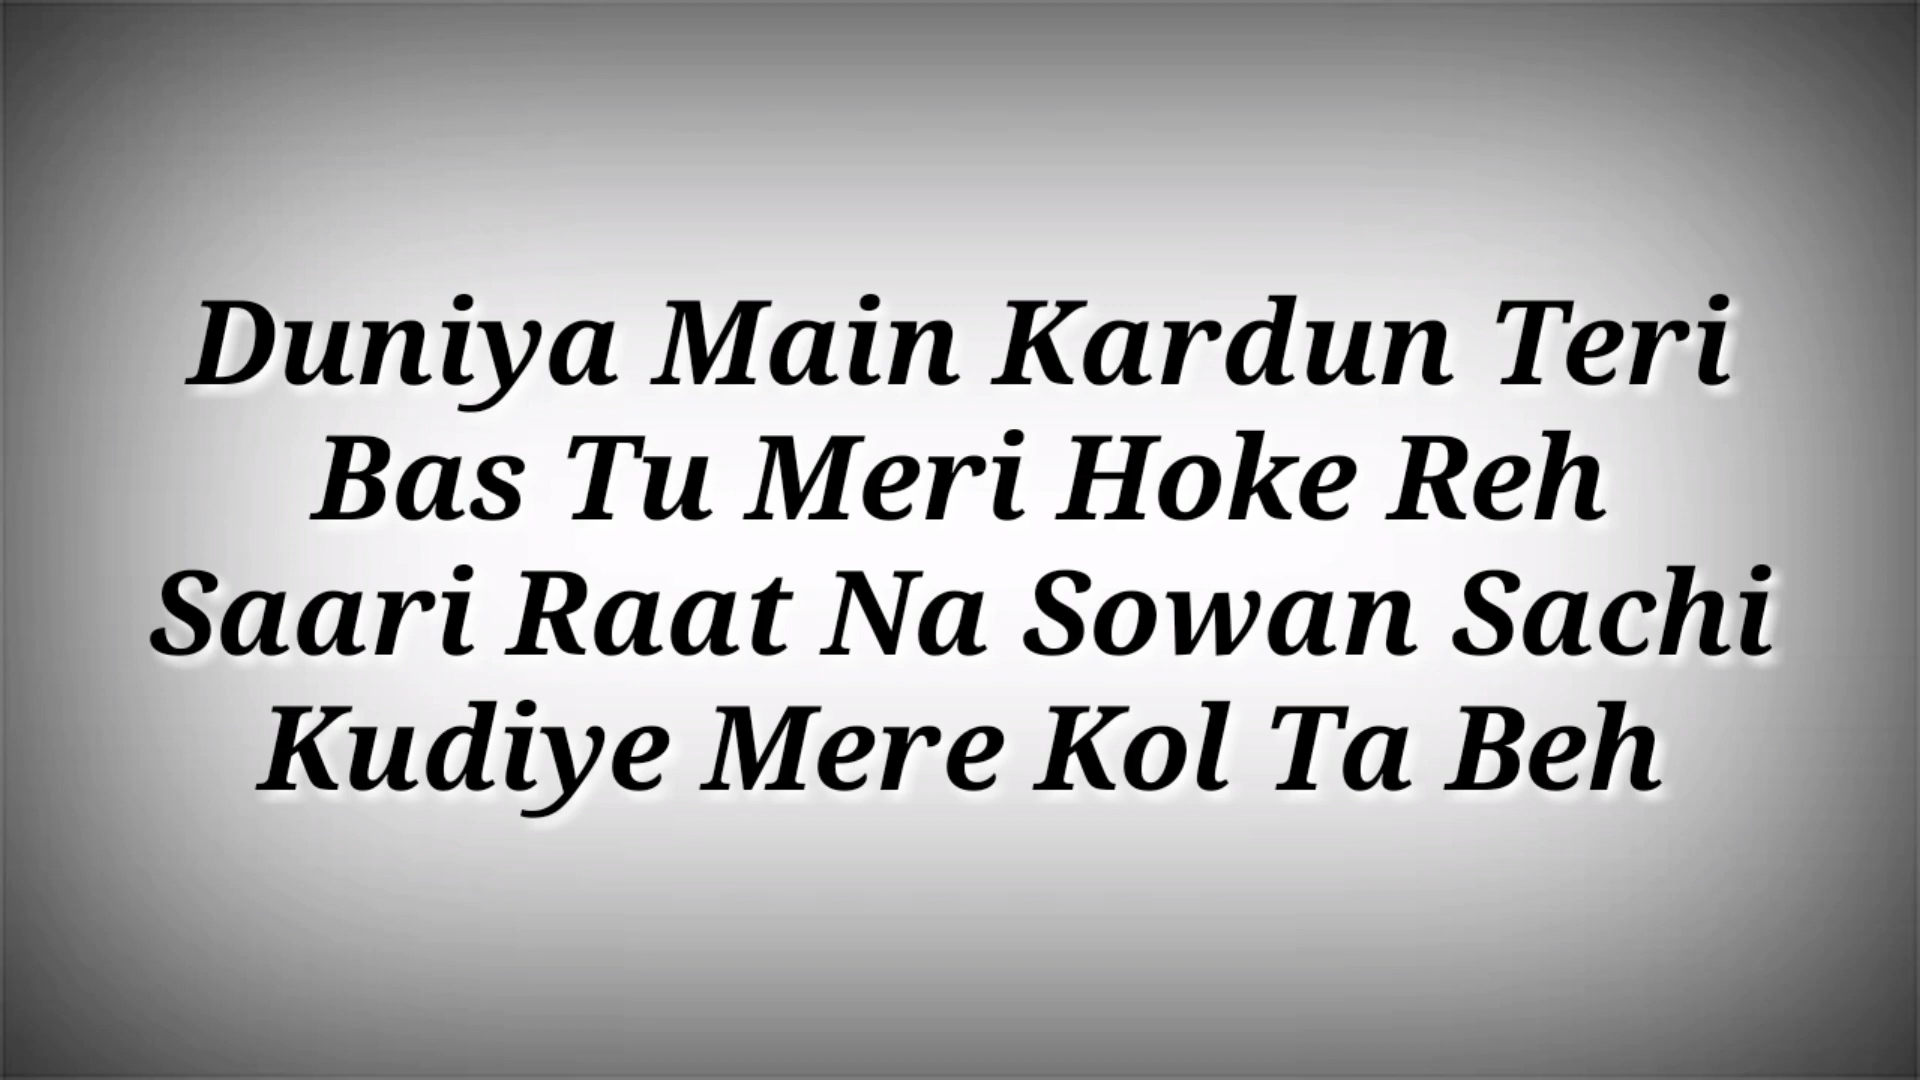 Duniya Main Kardun Teri
Bas Tu Meri Hoke Reh
Saari Raat Na Sowan Sachi
Kudiye Mere Kol Ta Beh